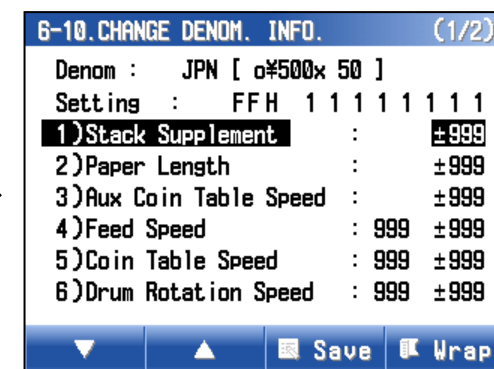 6-10.CHANGE DENOM. INFO. (1/2)
Denom : JPN [ o¥500x 50 ]
Setting : FFH 1 1 1 1 1 1 1 1
1)Stack Supplement : ±999
2)Paper Length : ±999
3)Aux Coin Table Speed : ±999
4)Feed Speed : 999 ±999
5)Coin Table Speed : 999 ±999
6)Drum Rotation Speed : 999 ±999
▼ ▲ Save Wrap